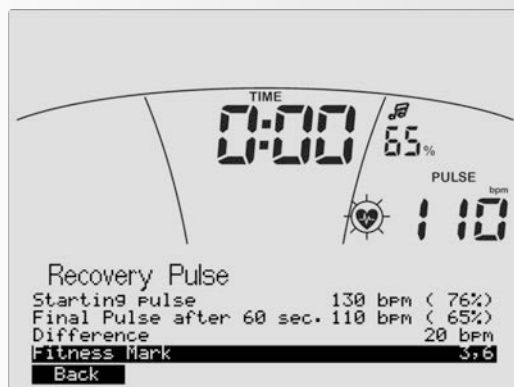 TIME
0:00
65%
PULSE
bpm
110
Recovery Pulse
Starting pulse 130 bpm ( 76%)
Final Pulse after 60 sec. 110 bpm ( 65%)
Difference 20 bpm
Fitness Mark 3,6
Back